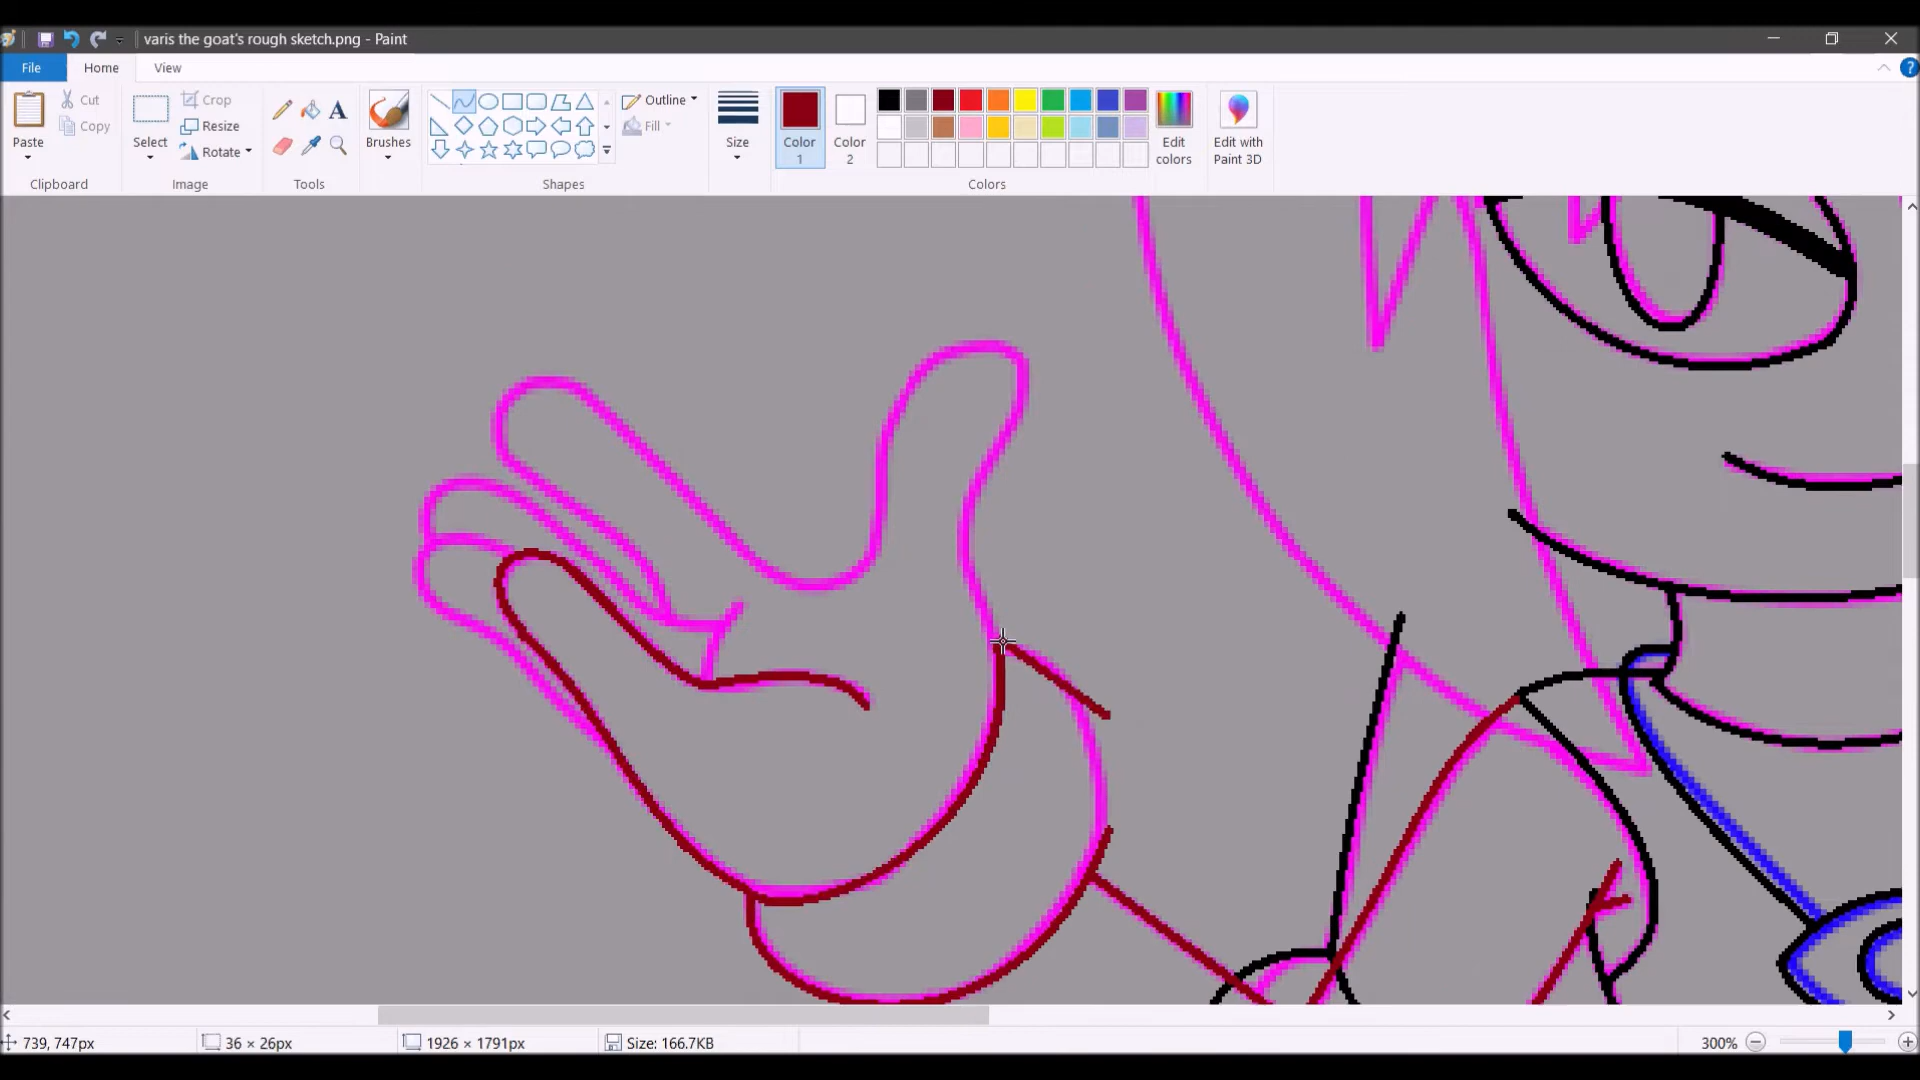 varis the goat's rough sketch.png - Paint
File
Home
View
Paste
Cut
Copy
Clipboard
Select
Crop
Resize
Rotate
Image
A
Tools
Brushes
Shapes
Outline
Fill
Size
Color
1
Color
2
Colors
Edit
colors
Edit with
Paint 3D
?
739, 747px
36 × 26px
1926 × 1791px
Size: 166.7KB
300%